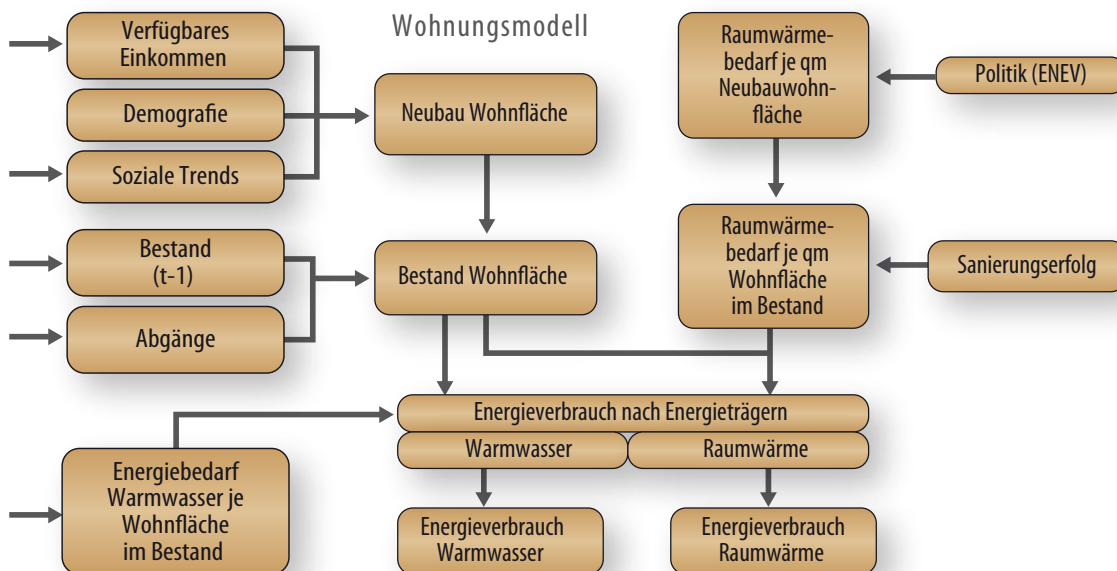 Wohnungsmodell
Verfügbares
Einkommen
Demografie
Soziale Trends
Neubau Wohnfläche
Raumwärme-
bedarf je qm
Neubauwohn-
fläche
Politik (ENEV)
Bestand
(t-1)
Abgänge
Bestand Wohnfläche
Raumwärme-
bedarf je qm
Wohnfläche
im Bestand
Sanierungserfolg
Energieverbrauch nach Energieträgern
Warmwasser
Raumwärme
Energiebedarf
Warmwasser je
Wohnfläche
im Bestand
Energieverbrauch
Warmwasser
Energieverbrauch
Raumwärme